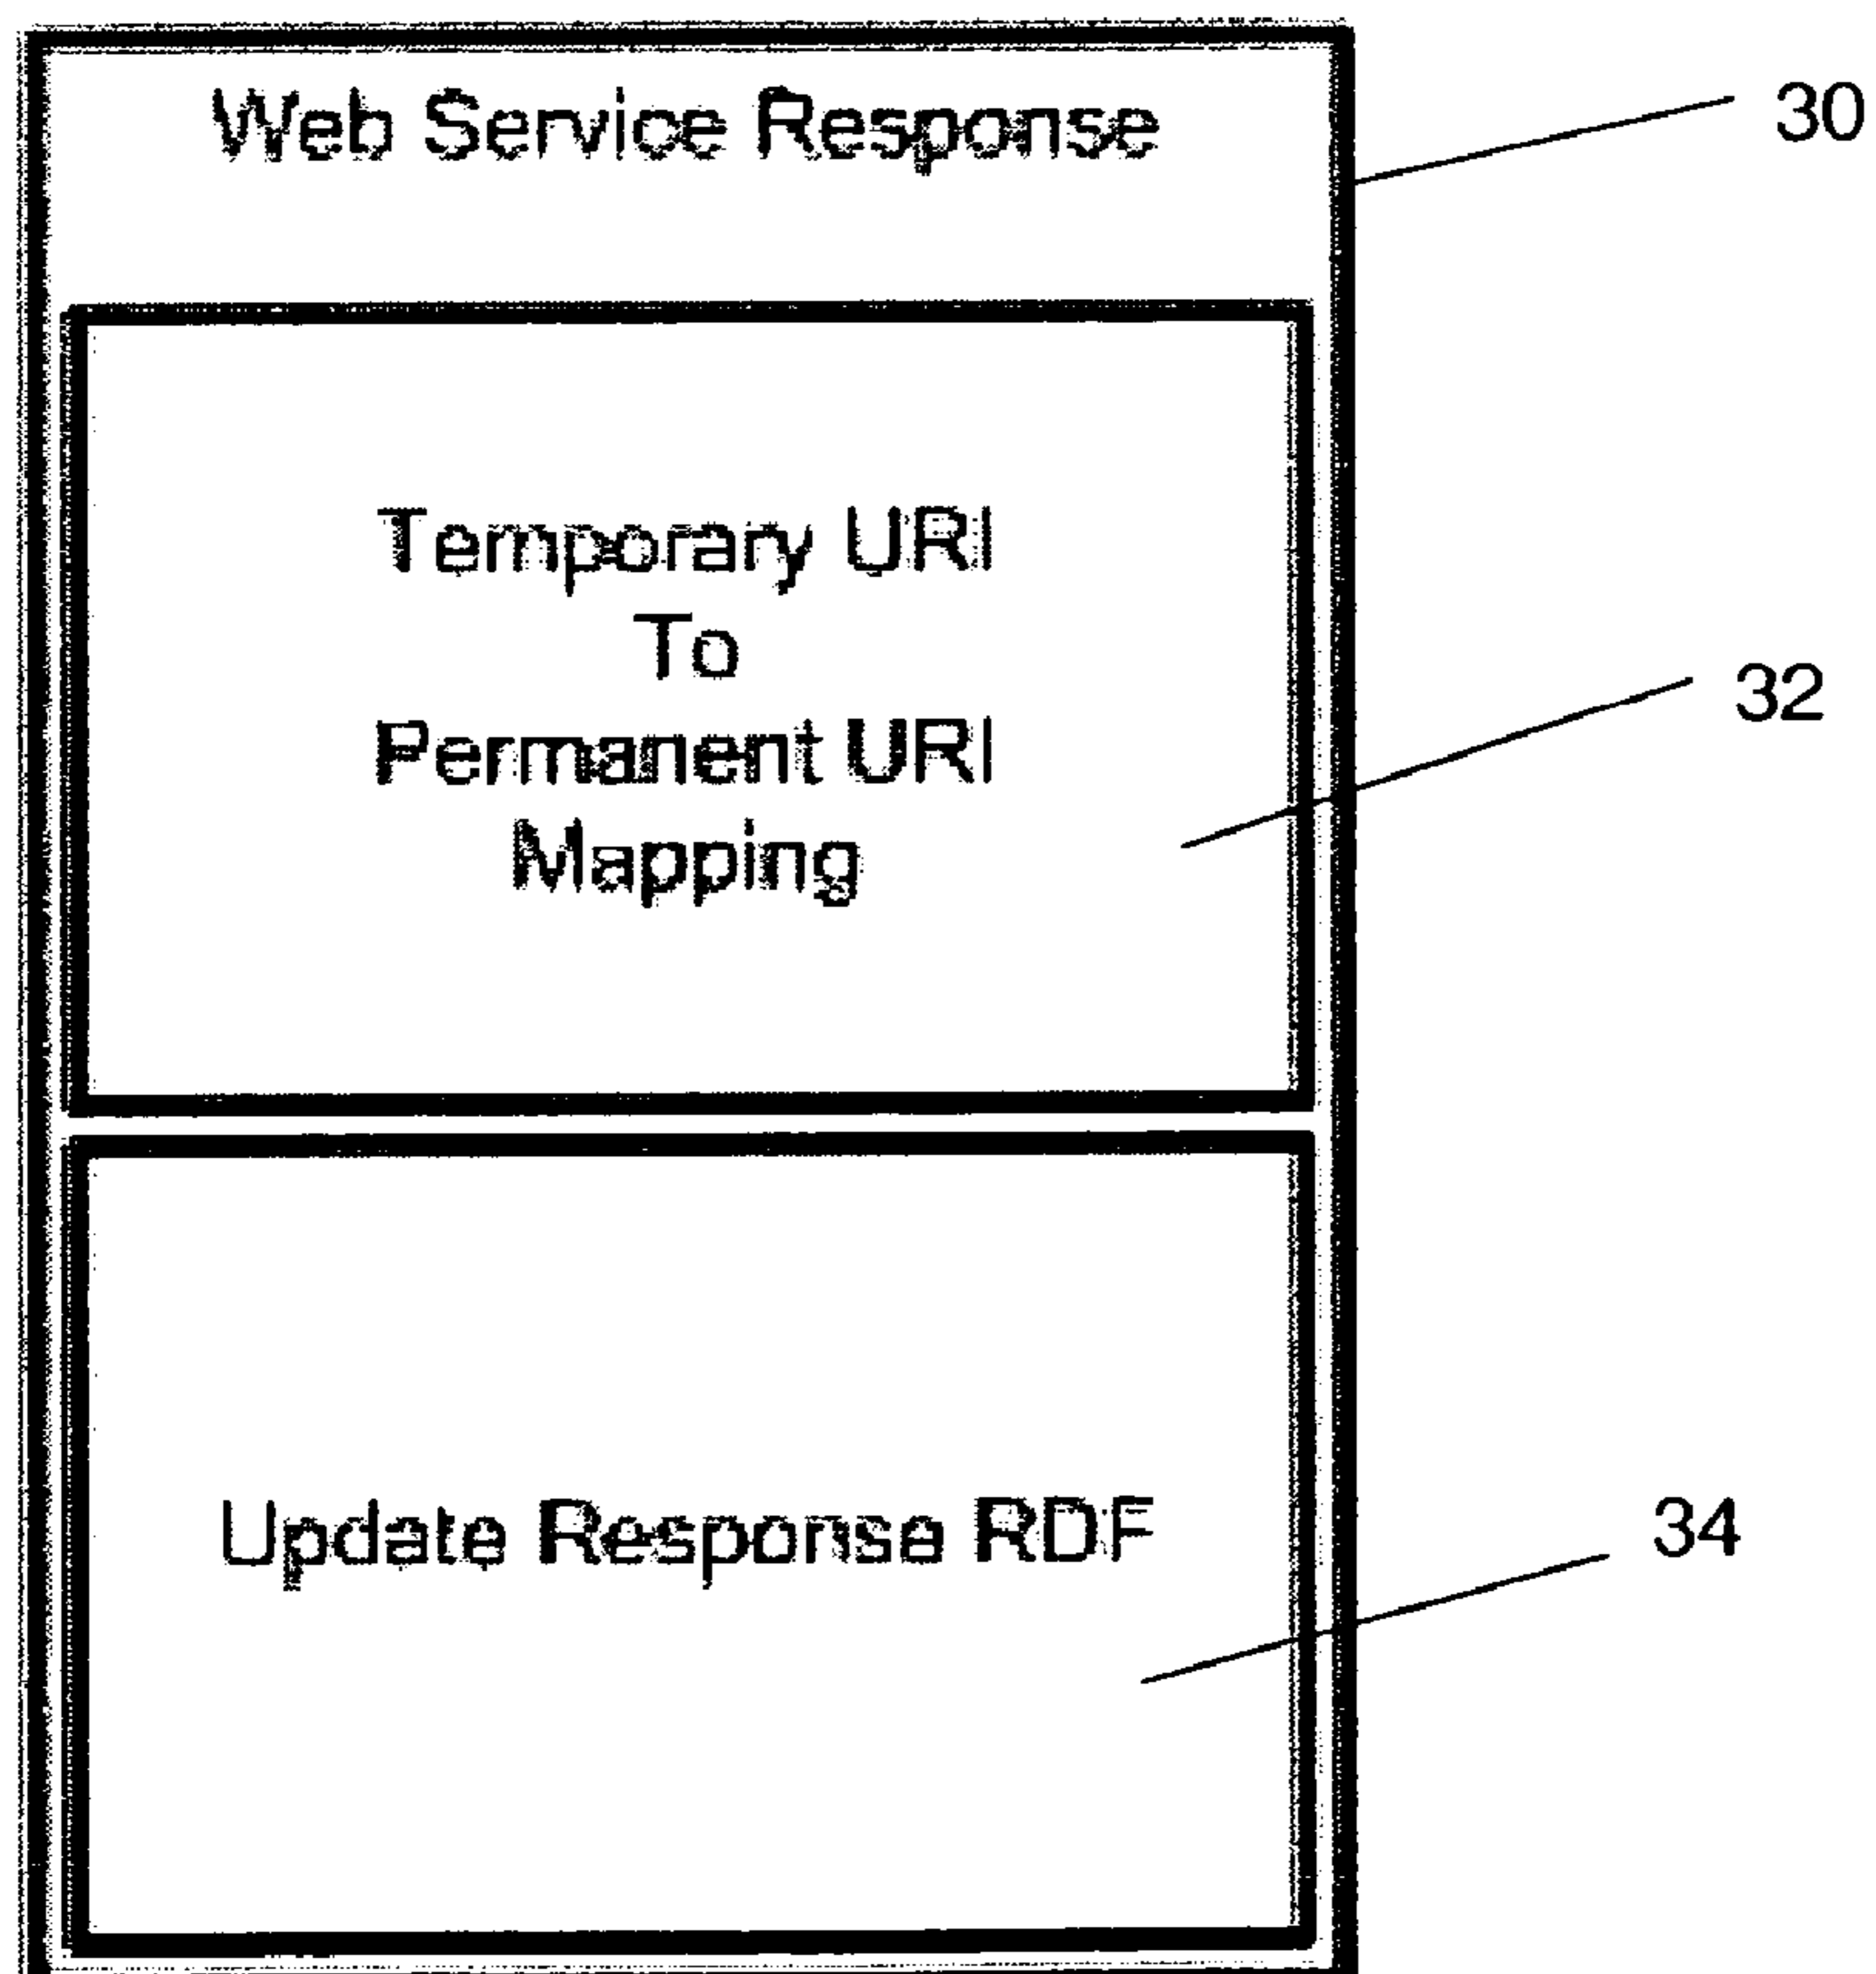 Web Service Response
30
Temporary URI
To
Permanent URI
Mapping
32
Update Response RDF
34